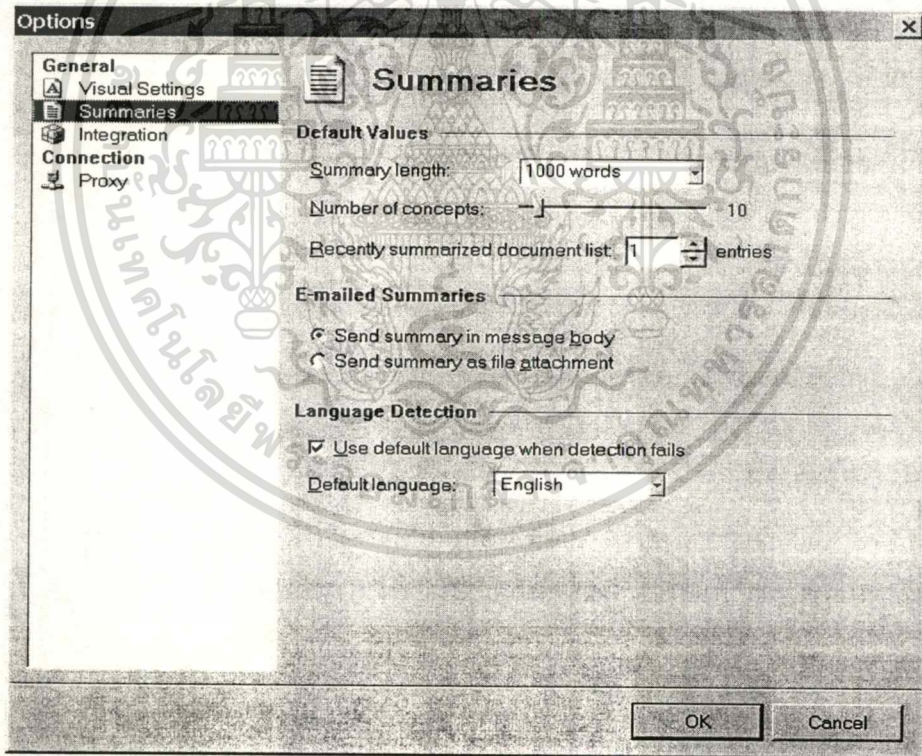 Options
General
Visual Settings
Summaries
Integration
Connection
Proxy
Summaries
Default Values
Summary length: 1000 words
Number of concepts: 10
Recently summarized document list: 1 entries
E-mailed Summaries
Send summary in message body
Send summary as file attachment
Language Detection
Use default language when detection fails
Default language: English
OK Cancel